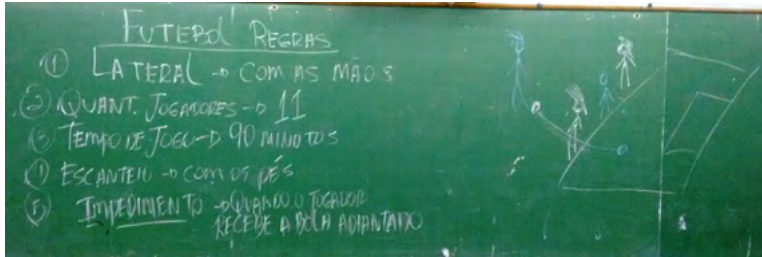 FUTEBOL REGRAS
① LATERAL → COM AS MÃOS
② QUANT. JOGADORES → 11
③ TEMPO DE JOGO → 90 MINUTOS
④ ESCANTEIO → COM OS PÉS
⑤ IMPEDIMENTO → QUANDO O JOGADOR
RECEBE A BOLA ADIANTADO